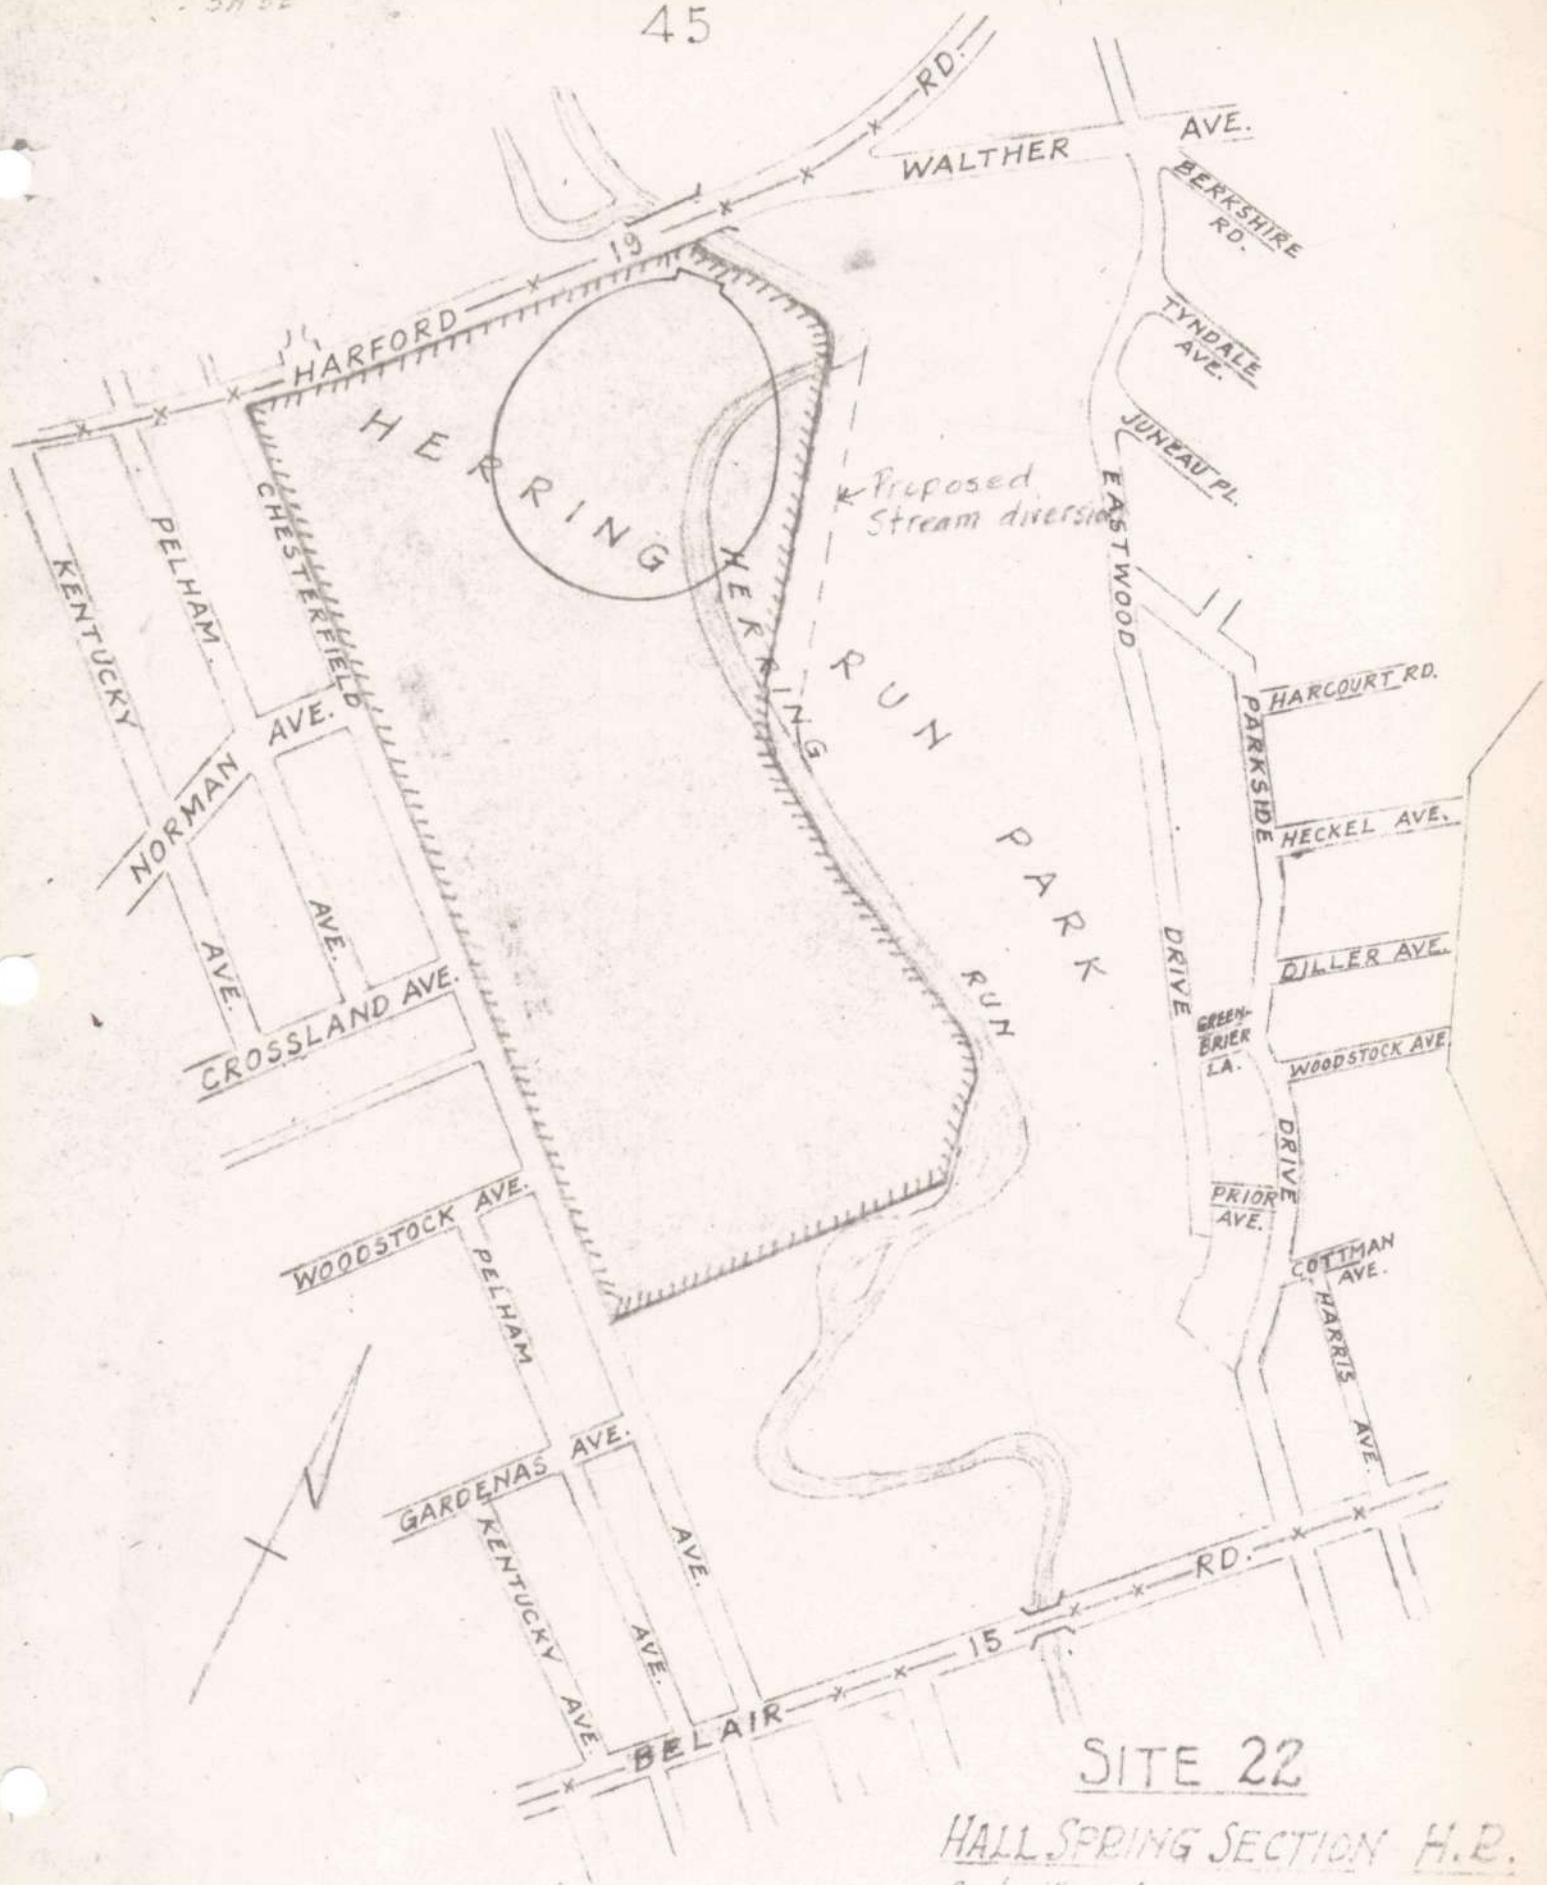 45
RD.
WALTHER AVE.
BERKSHIRE
RD.
19
HARFORD
TYNDALE
AVE.
JUNEAU PL.
HERRING
Proposed
Stream diversion
EASTWOOD
CHESTERFIELD
PELHAM
KENTUCKY
HERRING
RUN
PARK
HARCOURT RD.
PARKSIDE
NORMAN AVE.
HECKEL AVE.
AVE.
AVE.
RUN
DRIVE
DILLER AVE.
CROSSLAND AVE.
GREEN-
BRIER
LA.
WOODSTOCK AVE.
DRIVE
WOODSTOCK AVE.
PRIOR
AVE.
PELHAM
COTTMAN
AVE.
HARRIS
AVE.
GARDENAS AVE.
KENTUCKY
AVE.
AVE.
AVE.
BELAIR
15
RD.
SITE 22
HALL SPRING SECTION H.R.